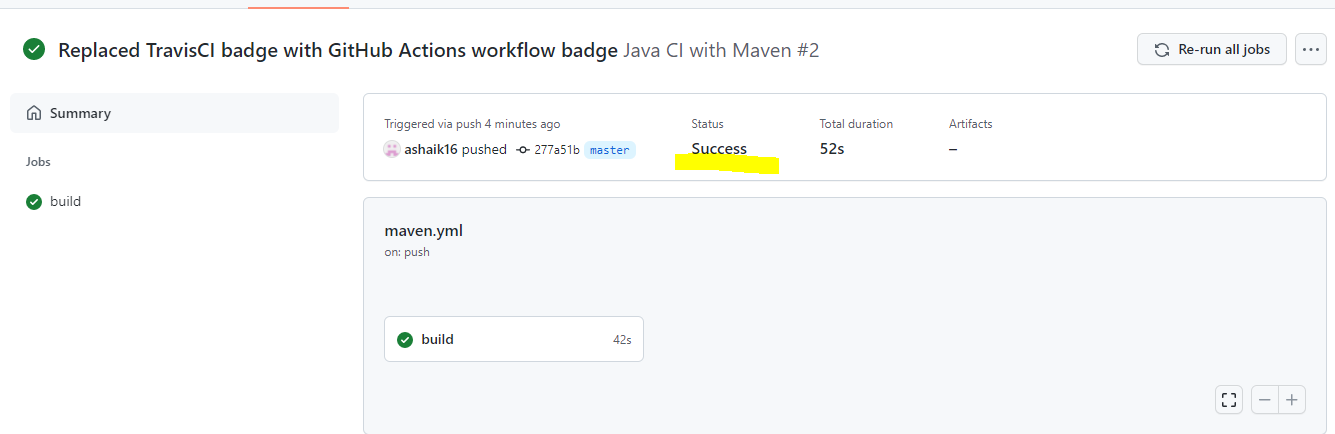 Replaced TravisCI badge with GitHub Actions workflow badge Java CI with Maven #2
Re-run all jobs
Summary
Jobs
build
Triggered via push 4 minutes ago
ashaik16 pushed 277a51b master
Status
Success
Total duration
52s
Artifacts
–
maven.yml
on: push
build 42s